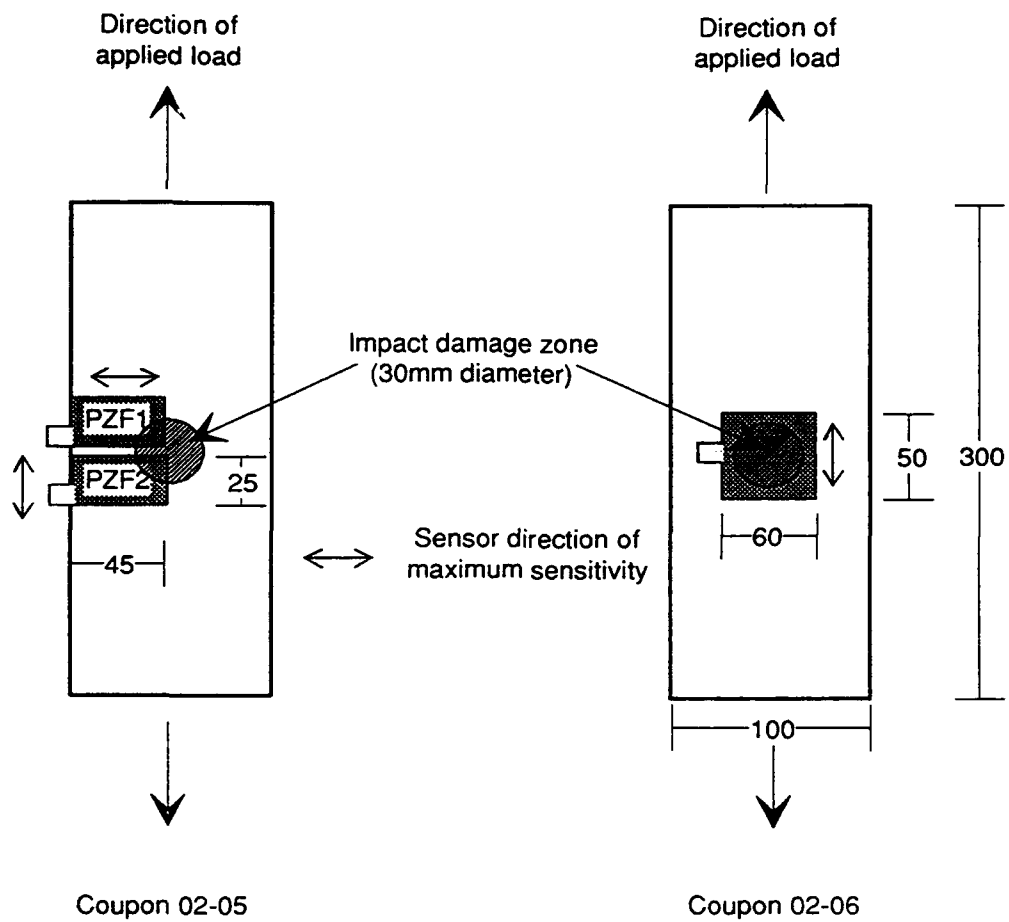 Direction of
applied load
Direction of
applied load
Impact damage zone
(30mm diameter)
PZF1
PZF2
25
45
50
300
60
Sensor direction of
maximum sensitivity
100
Coupon 02-05
Coupon 02-06